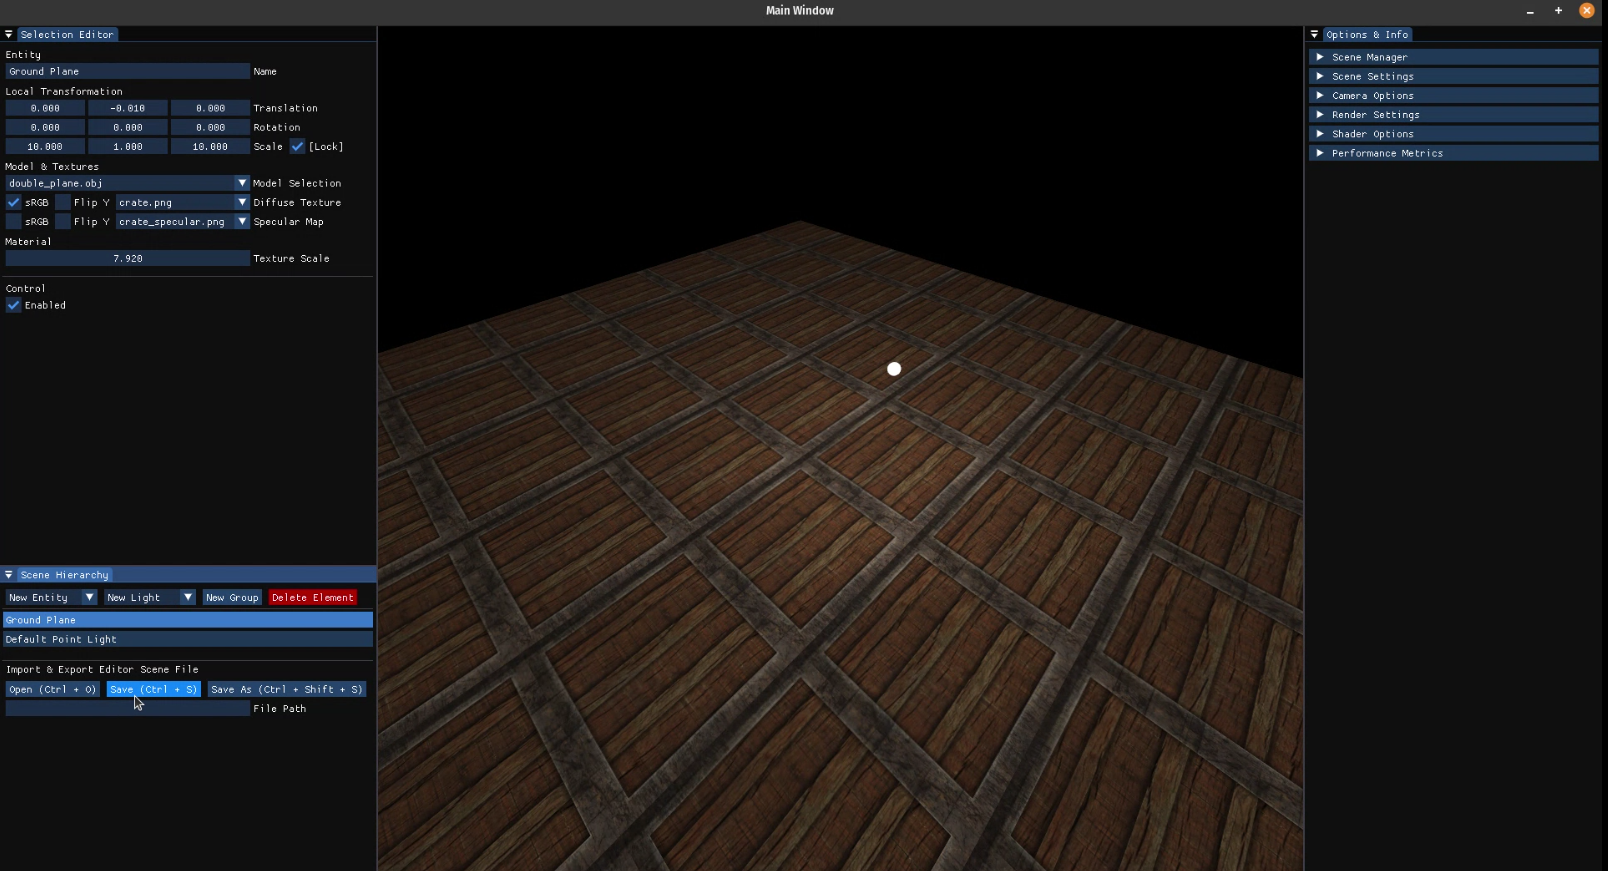 Main Window
Selection Editor
Entity
Ground Plane Name
Local Transformation
0.000 -0.010 0.000 Translation
0.000 0.000 0.000 Rotation
10.000 1.000 10.000 Scale [Lock]
Model & Textures
double_plane.obj Model Selection
sRGB Flip Y crate.png Diffuse Texture
sRGB Flip Y crate_specular.png Specular Map
Material
7.920 Texture Scale
Control
Enabled
Scene Hierarchy
New Entity New Light New Group Delete Element
Ground Plane
Default Point Light
Import & Export Editor Scene File
Open (Ctrl + O) Save (Ctrl + S) Save As (Ctrl + Shift + S)
File Path
Options & Info
Scene Manager
Scene Settings
Camera Options
Render Settings
Shader Options
Performance Metrics